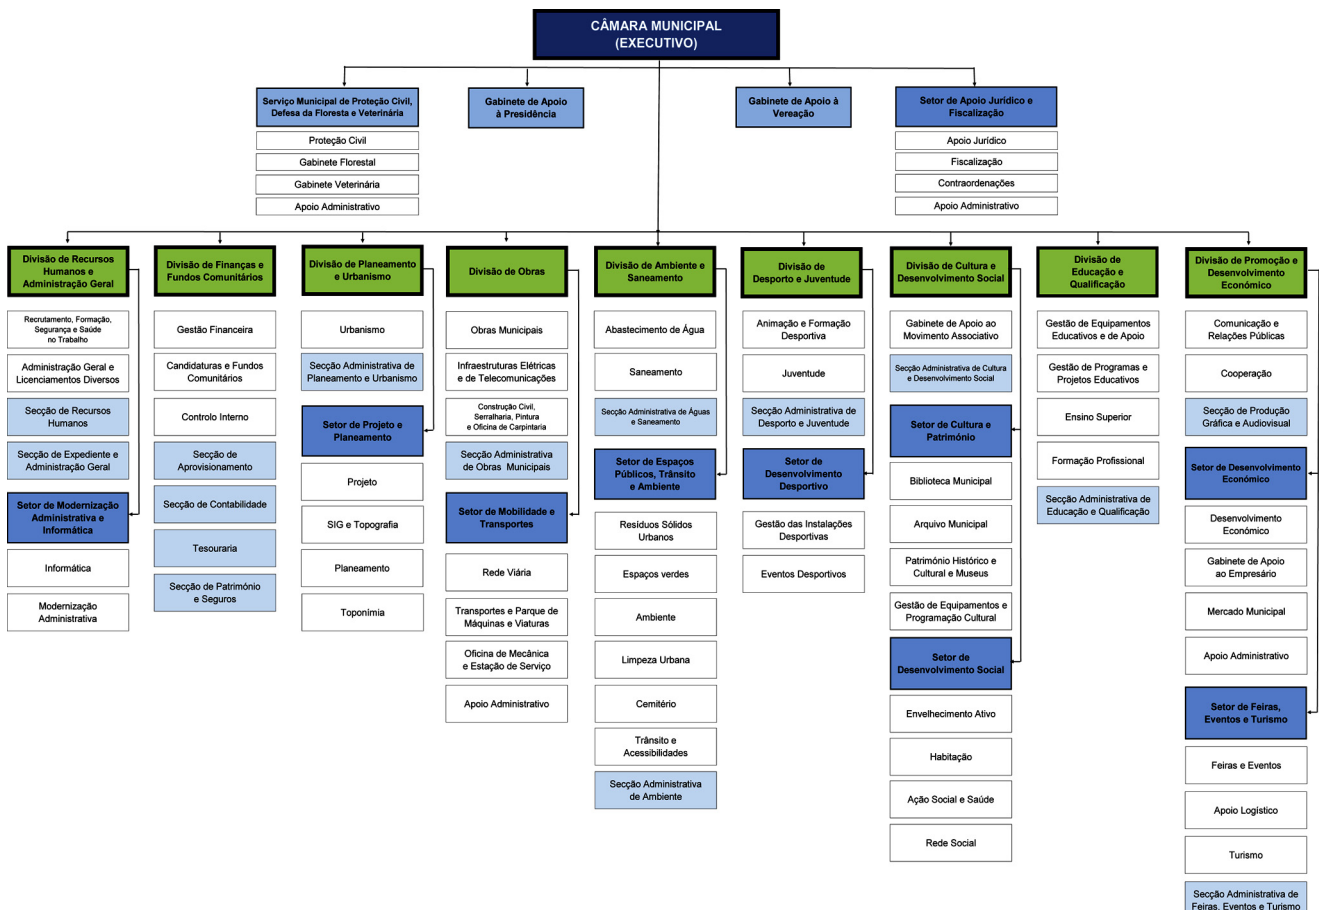 CÂMARA MUNICIPAL
(EXECUTIVO)
Serviço Municipal de Proteção Civil,
Defesa da Floresta e Veterinária
Proteção Civil
Gabinete Florestal
Gabinete Veterinária
Apoio Administrativo
Gabinete de Apoio
à Presidência
Gabinete de Apoio à
Vereação
Setor de Apoio Jurídico e
Fiscalização
Apoio Jurídico
Fiscalização
Contraordenações
Apoio Administrativo
Divisão de Recursos
Humanos e
Administração Geral
Recrutamento, Formação,
Segurança e Saúde
no Trabalho
Administração Geral e
Licenciamentos Diversos
Secção de Recursos
Humanos
Secção de Expediente e
Administração Geral
Setor de Modernização
Administrativa e
Informática
Informática
Modernização
Administrativa
Divisão de Finanças e
Fundos Comunitários
Gestão Financeira
Candidaturas e Fundos
Comunitários
Controlo Interno
Secção de
Aprovisionamento
Secção de Contabilidade
Tesouraria
Secção de Património
e Seguros
Divisão de Planeamento
e Urbanismo
Urbanismo
Secção Administrativa de
Planeamento e Urbanismo
Setor de Projeto e
Planeamento
Projeto
SIG e Topografia
Planeamento
Toponímia
Divisão de Obras
Obras Municipais
Infraestruturas Elétricas
e de Telecomunicações
Construção Civil,
Serralharia, Pintura
e Oficina de Carpintaria
Secção Administrativa
de Obras Municipais
Setor de Mobilidade e
Transportes
Rede Viária
Transportes e Parque de
Máquinas e Viaturas
Oficina de Mecânica
e Estação de Serviço
Apoio Administrativo
Divisão de Ambiente e
Saneamento
Abastecimento de Água
Saneamento
Secção Administrativa de Águas
e Saneamento
Setor de Espaços
Públicos, Trânsito
e Ambiente
Resíduos Sólidos
Urbanos
Espaços verdes
Ambiente
Limpeza Urbana
Cemitério
Trânsito e
Acessibilidades
Secção Administrativa
de Ambiente
Divisão de
Desporto e Juventude
Animação e Formação
Desportiva
Juventude
Secção Administrativa de
Desporto e Juventude
Setor de
Desenvolvimento
Desportivo
Gestão das Instalações
Desportivas
Eventos Desportivos
Divisão de Cultura e
Desenvolvimento Social
Gabinete de Apoio ao
Movimento Associativo
Secção Administrativa de Cultura
e Desenvolvimento Social
Setor de Cultura e
Património
Biblioteca Municipal
Arquivo Municipal
Património Histórico e
Cultural e Museus
Gestão de Equipamentos e
Programação Cultural
Setor de
Desenvolvimento Social
Envelhecimento Ativo
Habitação
Ação Social e Saúde
Rede Social
Divisão de
Educação e
Qualificação
Gestão de Equipamentos
Educativos e de Apoio
Gestão de Programas e
Projetos Educativos
Ensino Superior
Formação Profissional
Secção Administrativa de
Educação e Qualificação
Divisão de Promoção e
Desenvolvimento
Económico
Comunicação e
Relações Públicas
Cooperação
Secção de Produção
Gráfica e Audiovisual
Setor de Desenvolvimento
Económico
Desenvolvimento
Económico
Gabinete de Apoio
ao Empresário
Mercado Municipal
Apoio Administrativo
Setor de Feiras,
Eventos e Turismo
Feiras e Eventos
Apoio Logístico
Turismo
Secção Administrativa de
Feiras, Eventos e Turismo